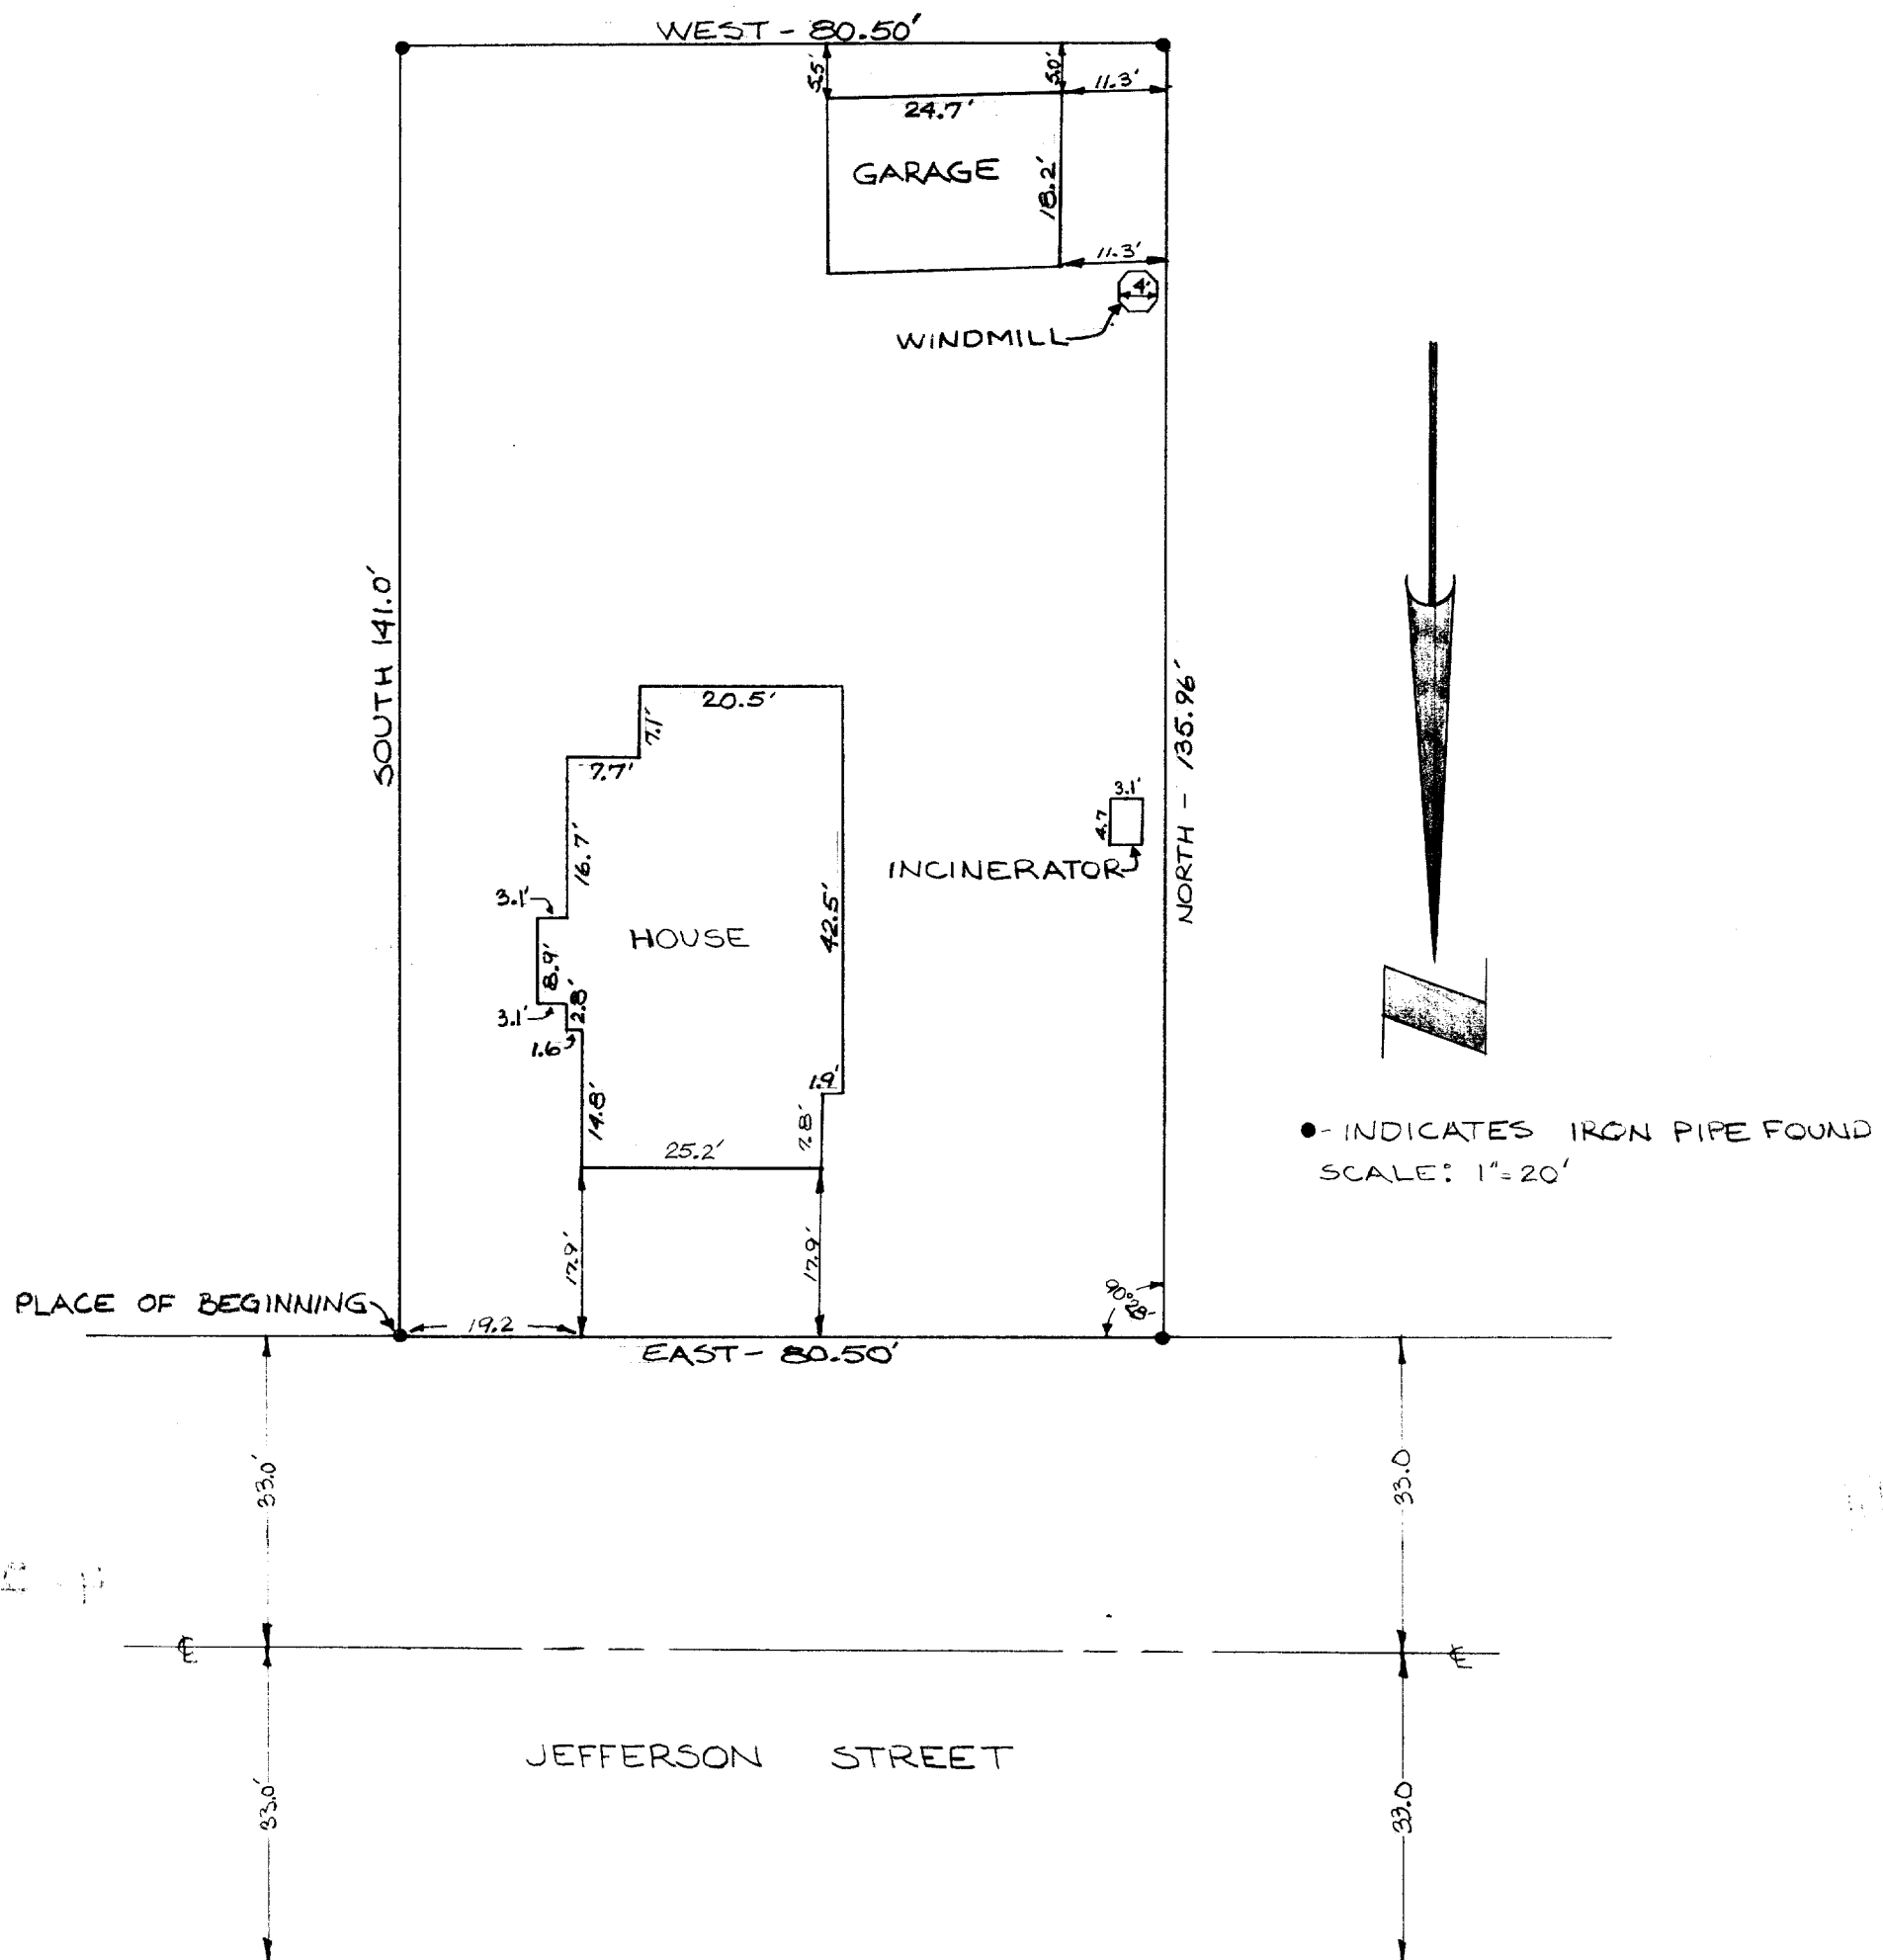 WEST - 80.50'
5.5'
5.0'
11.3'
24.7'
GARAGE
18.2'
11.3'
4'
WINDMILL
SOUTH 141.0'
NORTH - 135.96'
20.5'
7.1'
7.7'
3.1'
4.7
INCINERATOR
16.7'
3.1'
HOUSE
42.5'
8.9'
2.8'
3.1'
1.6
1.9'
14.8'
7.8'
25.2'
● - INDICATES IRON PIPE FOUND
SCALE: 1"=20'
17.9'
17.9'
90°28'
PLACE OF BEGINNING
19.2
EAST - 80.50'
33.0'
33.0
℄
℄
JEFFERSON STREET
33.0'
33.0